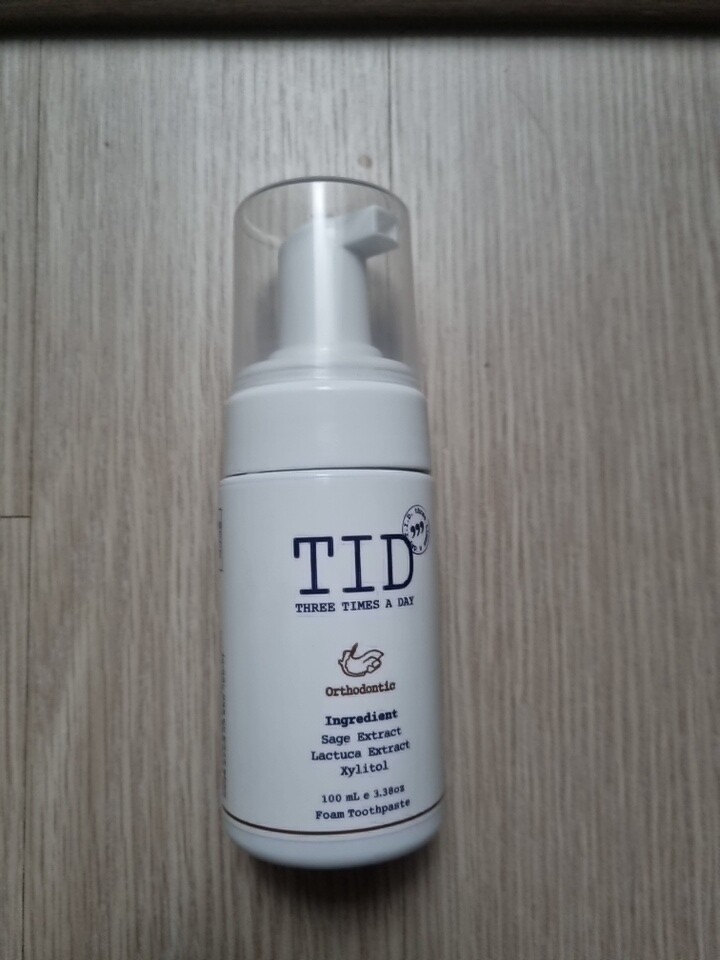 TID
THREE TIMES A DAY
Orthodontic
Ingredient
Sage Extract
Lactuca Extract
Xylitol
100 mL e 3.38oz
Foam Toothpaste